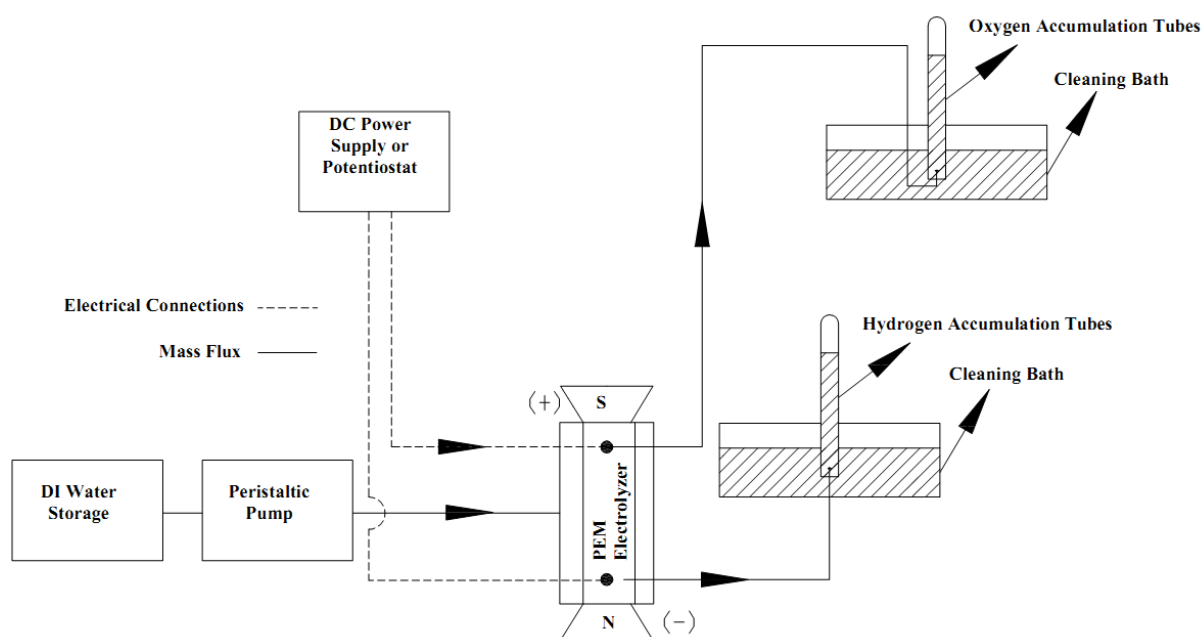 Oxygen Accumulation Tubes
Cleaning Bath
DC Power
Supply or
Potentiostat
Electrical Connections
Mass Flux
Hydrogen Accumulation Tubes
Cleaning Bath
(+)
S
DI Water
Storage
Peristaltic
Pump
PEM
Electrolyzer
N
(-)